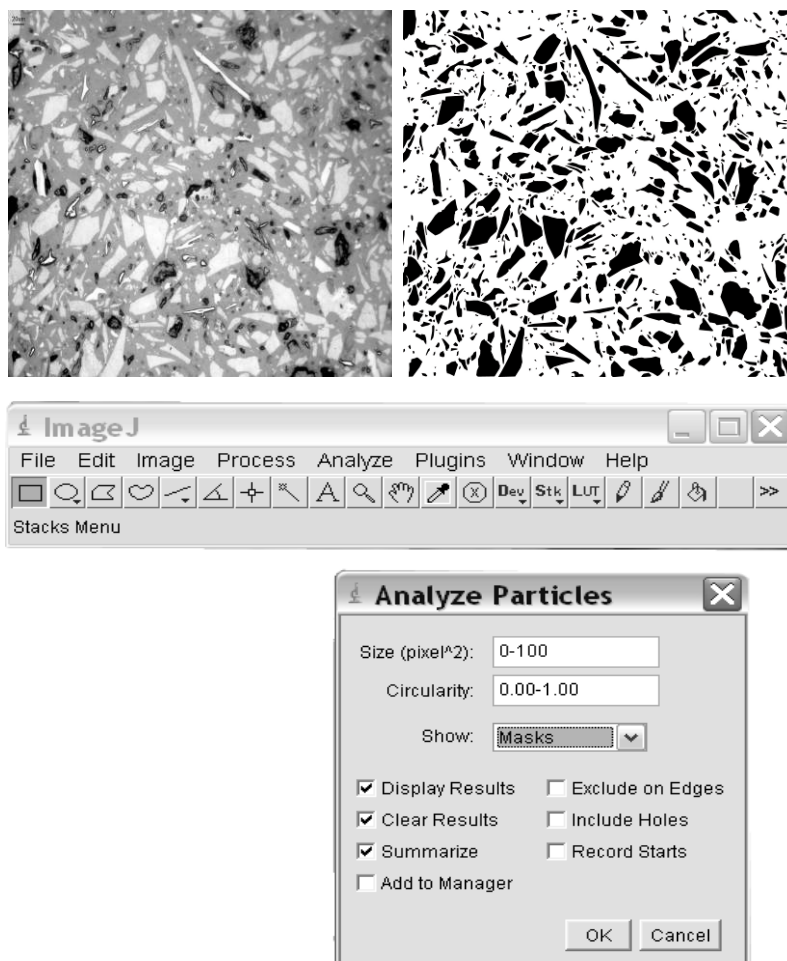 20um
ImageJ
File Edit Image Process Analyze Plugins Window Help
A Dev Stk LUT >>
Stacks Menu
Analyze Particles
Size (pixel^2): 0-100
Circularity: 0.00-1.00
Show: Masks
Display Results Exclude on Edges
Clear Results Include Holes
Summarize Record Starts
Add to Manager
OK Cancel